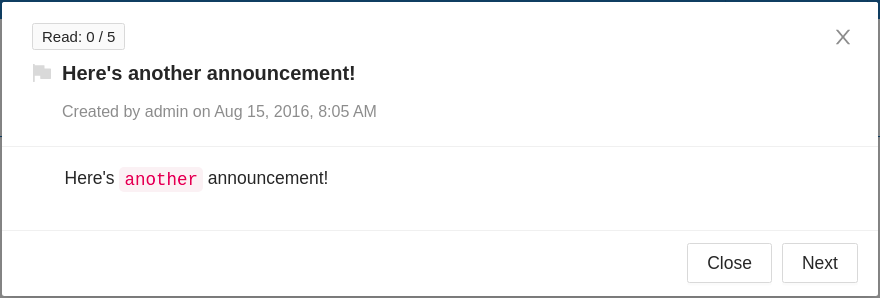 Read: 0 / 5
Here's another announcement!
Created by admin on Aug 15, 2016, 8:05 AM
Here's another announcement!
Close Next